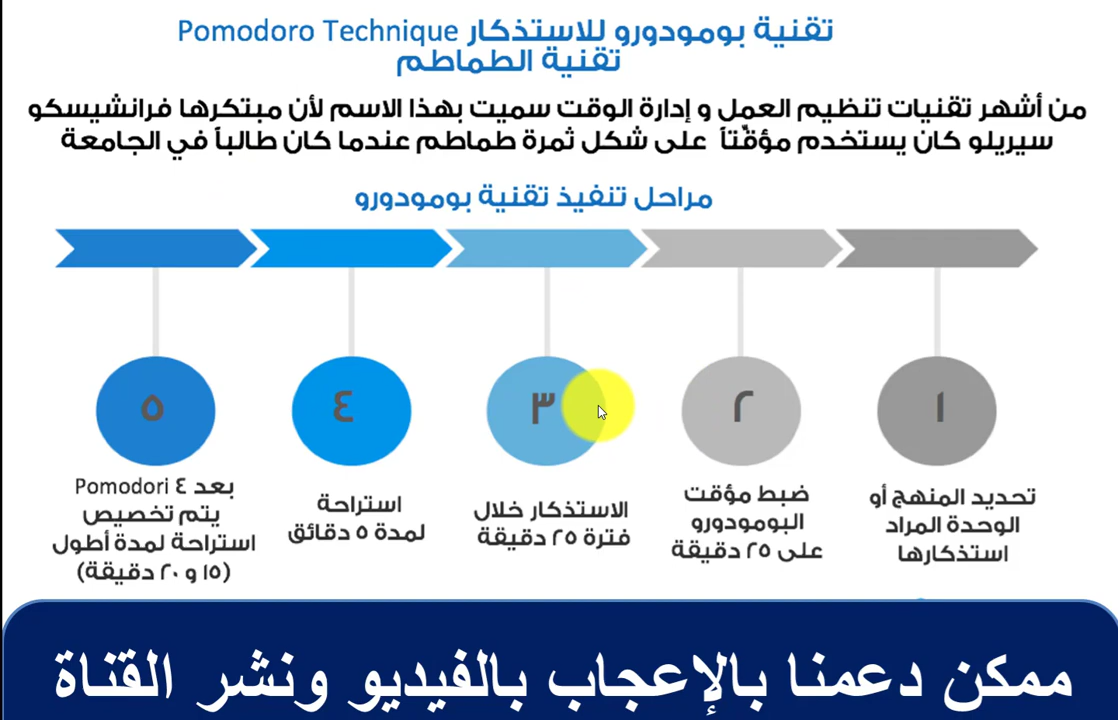 تقنية بومودورو للاستذكار Pomodoro Technique
تقنية الطماطم
من أشهر تقنيات تنظيم العمل و إدارة الوقت سميت بهذا الاسم لأن مبتكرها فرانشيسكو
سيريلو كان يستخدم مؤقّتاً على شكل ثمرة طماطم عندما كان طالباً في الجامعة
مراحل تنفيذ تقنية بومودورو
١
تحديد المنهج أو
الوحدة المراد
استذكارها
٢
ضبط مؤقت
البومودورو
على ٢٥ دقيقة
٣
الاستذكار خلال
فترة ٢٥ دقيقة
٤
استراحة
لمدة ٥ دقائق
٥
بعد ٤ Pomodori
يتم تخصيص
استراحة لمدة أطول
(١٥ و ٢٠ دقيقة)
ممكن دعمنا بالإعجاب بالفيديو ونشر القناة